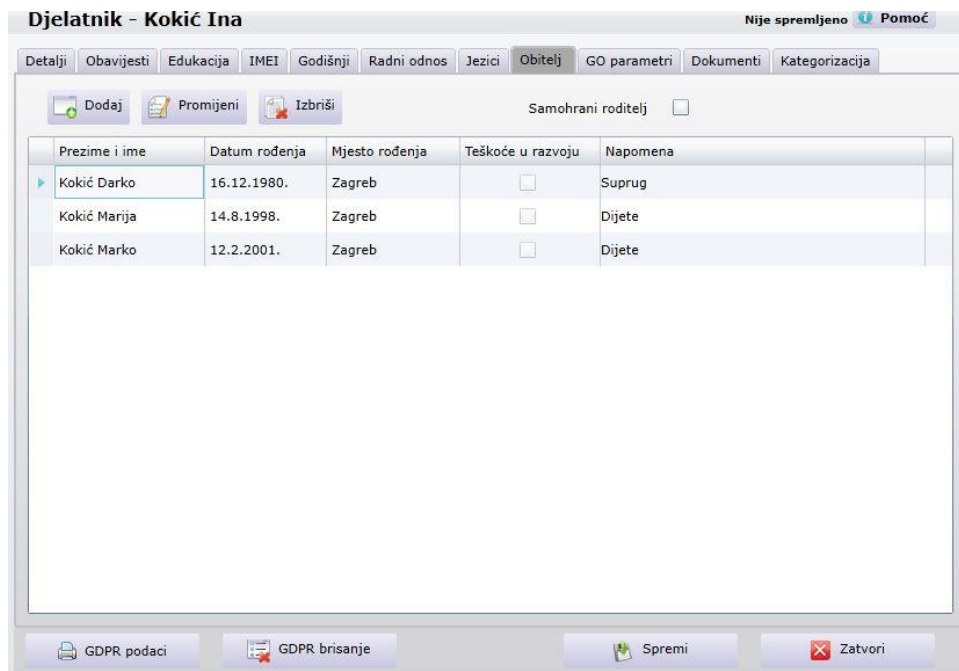 Djelatnik - Kokić Ina Nije spremljeno Pomoć
Detalji Obavijesti Edukacija IMEI Godišnji Radni odnos Jezici Obitelj GO parametri Dokumenti Kategorizacija
Dodaj Promijeni Izbriši Samohrani roditelj
Prezime i ime Datum rođenja Mjesto rođenja Teškoće u razvoju Napomena
Kokić Darko 16.12.1980. Zagreb Suprug
Kokić Marija 14.8.1998. Zagreb Dijete
Kokić Marko 12.2.2001. Zagreb Dijete
GDPR podaci GDPR brisanje Spremi Zatvori